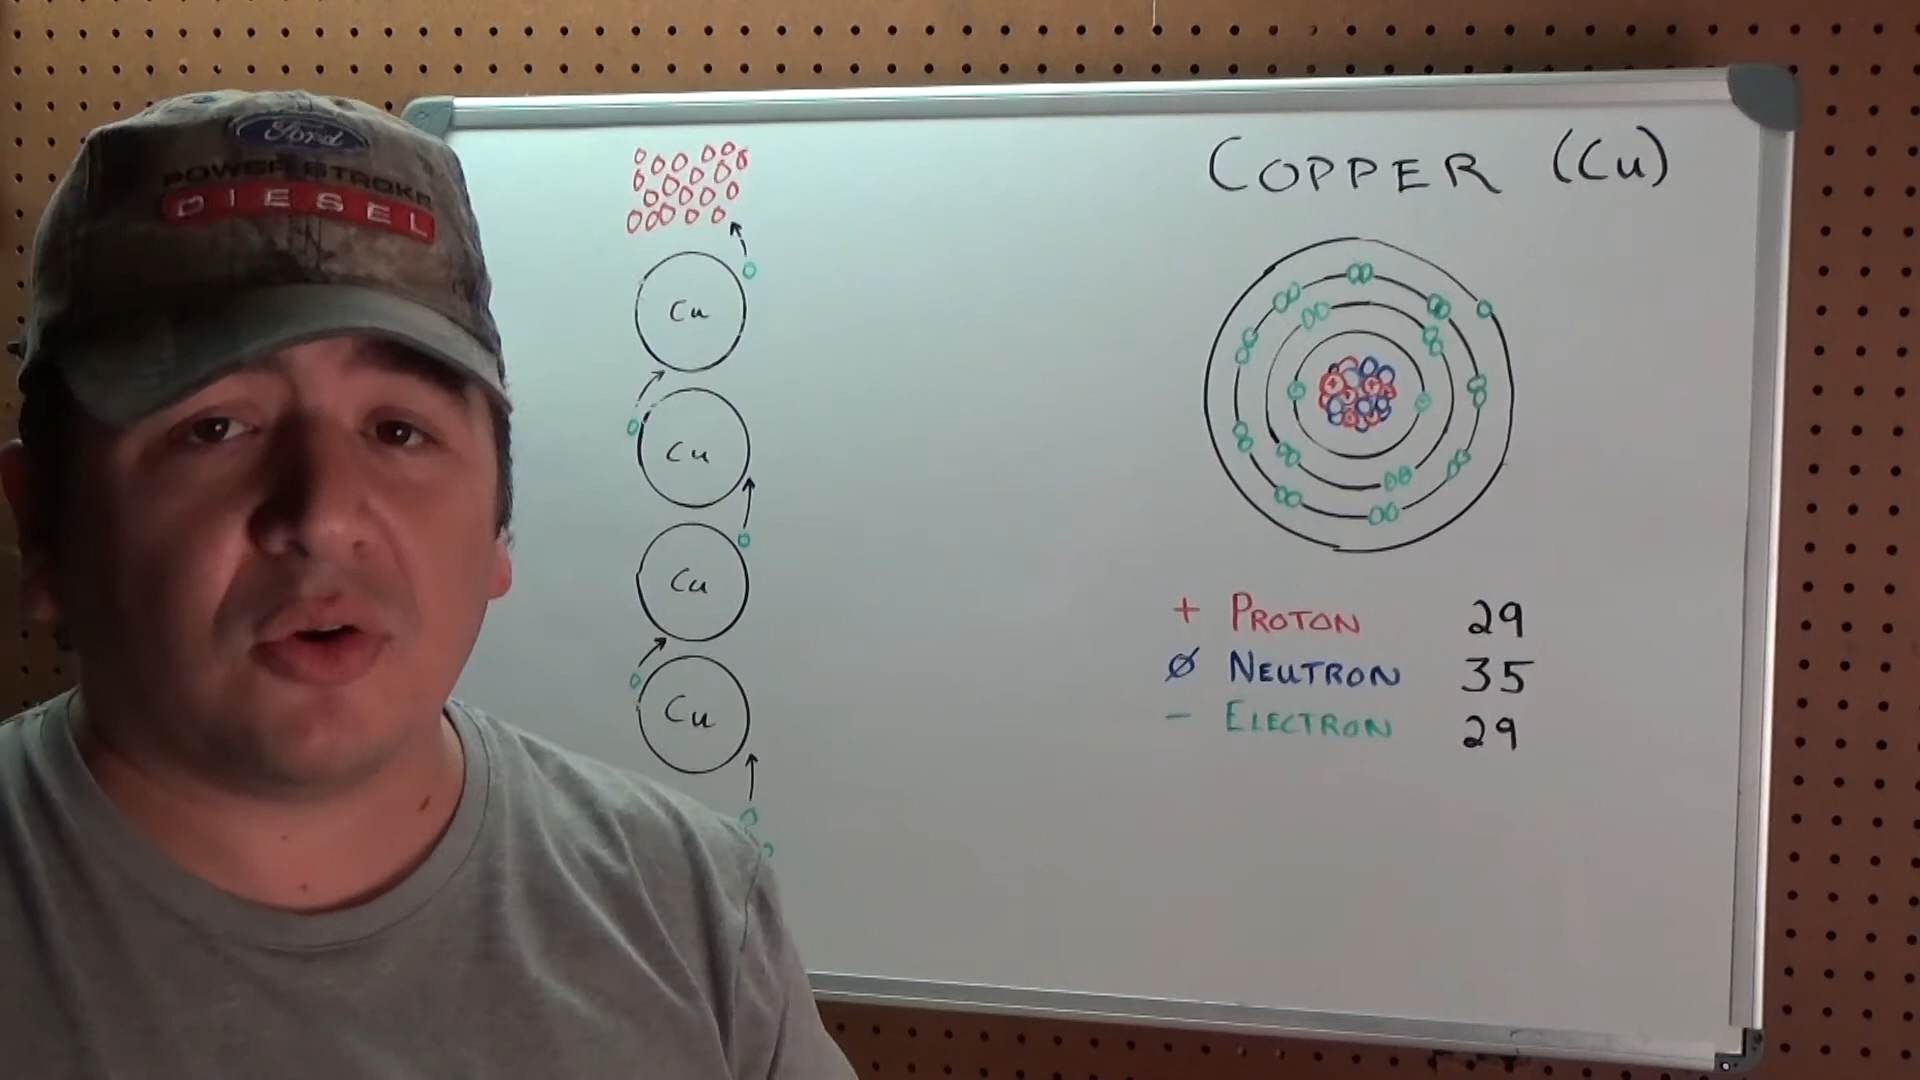 Ford
POWER STROKE
DIESEL
Cu
Cu
Cu
Cu
COPPER (Cu)
+ PROTON 29
Ø NEUTRON 35
- ELECTRON 29